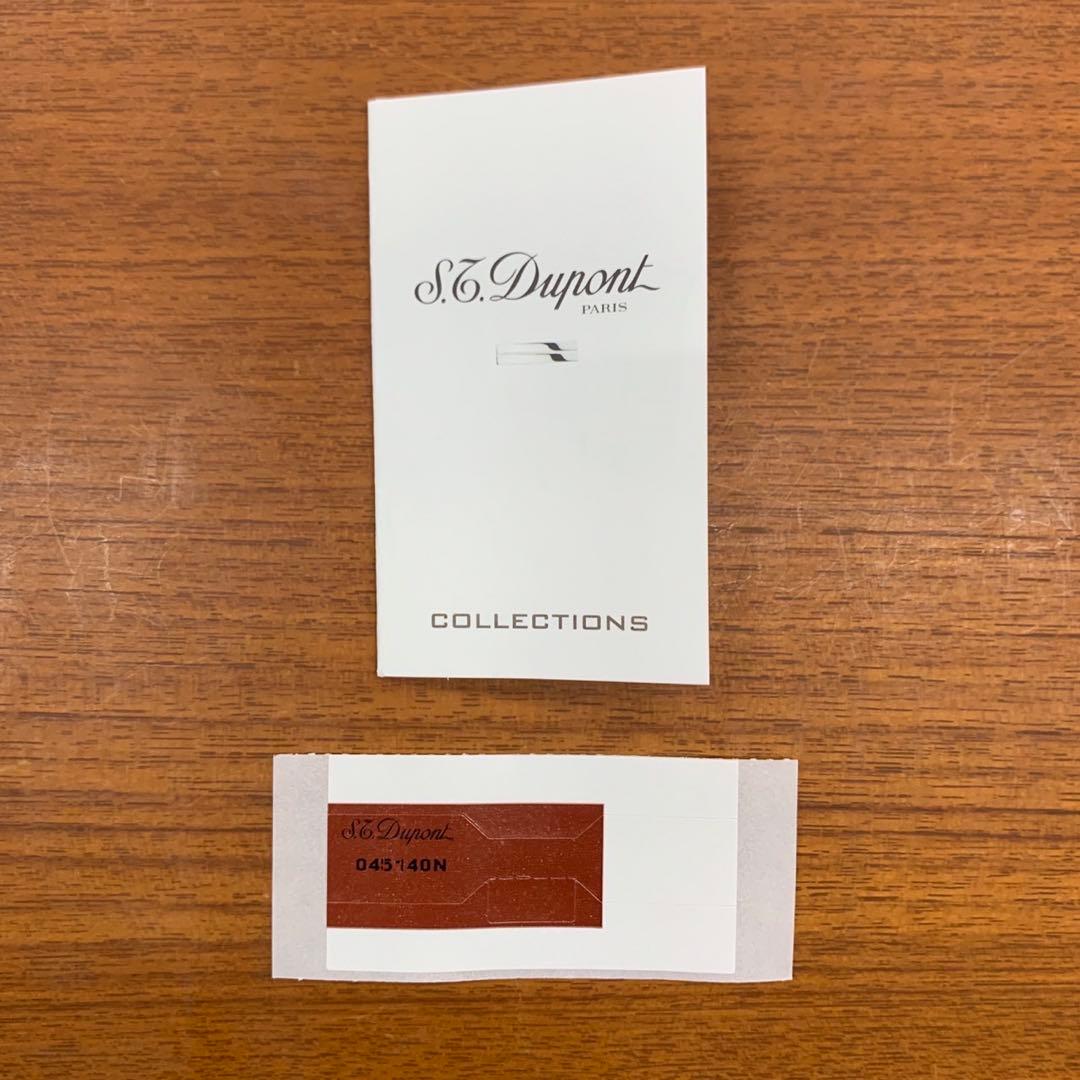 S.T. Dupont
PARIS
COLLECTIONS
S.T. Dupont
045140N